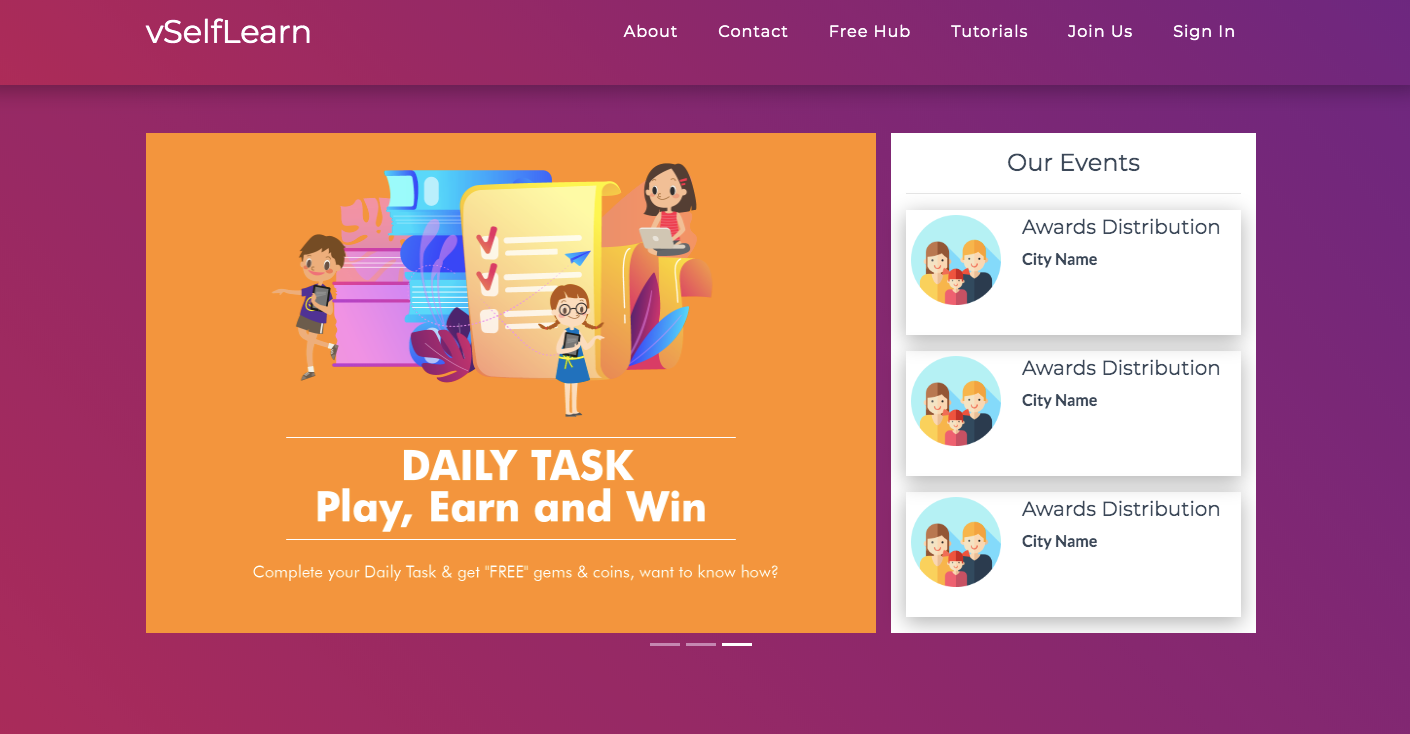 vSelfLearn
About
Contact
Free Hub
Tutorials
Join Us
Sign In
DAILY TASK
Play, Earn and Win
Complete your Daily Task & get "FREE" gems & coins, want to know how?
Our Events
Awards Distribution
City Name
Awards Distribution
City Name
Awards Distribution
City Name